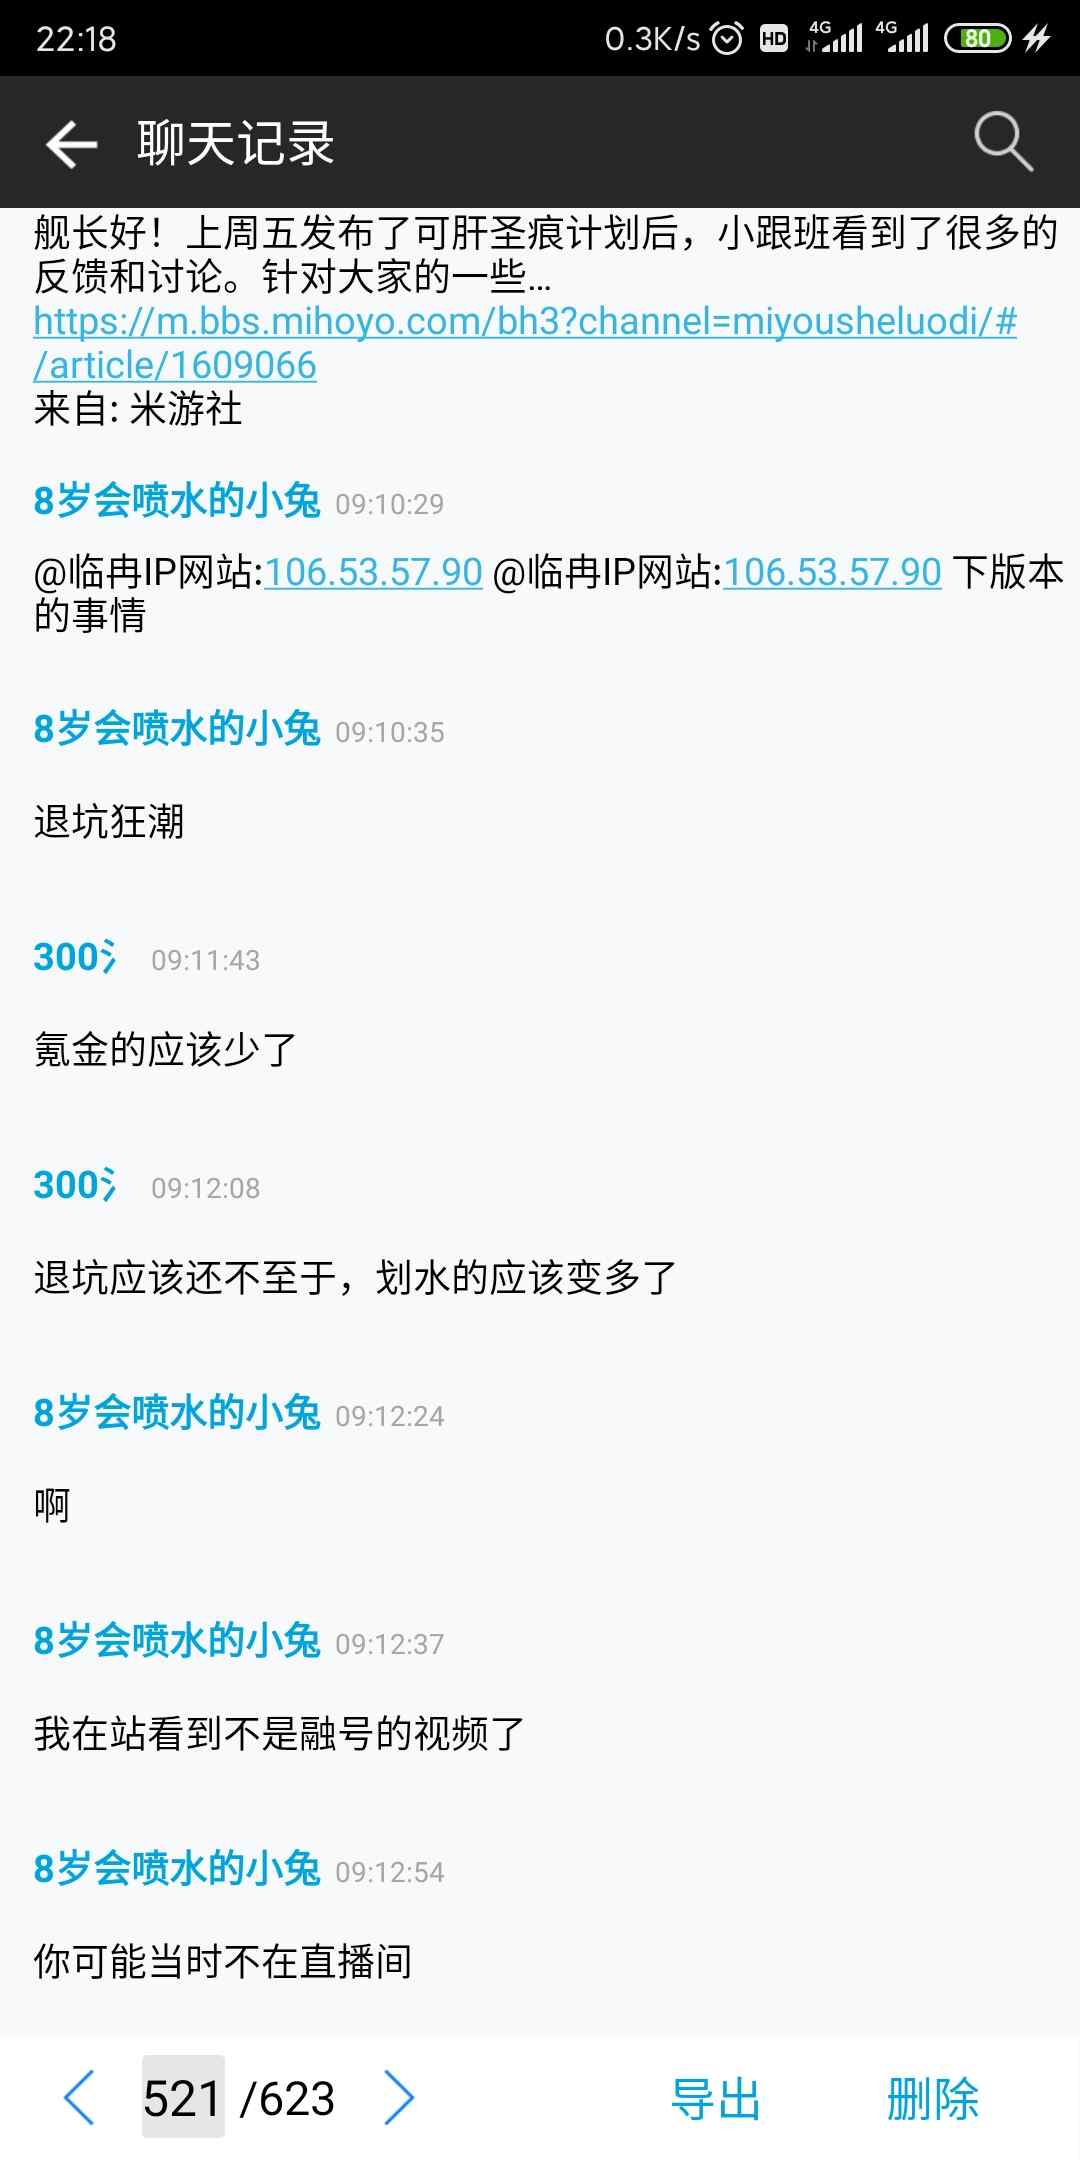 22:18 0.3K/s HD 4G 4G 80
聊天记录
舰长好！上周五发布了可肝圣痕计划后，小跟班看到了很多的
反馈和讨论。针对大家的一些...
https://m.bbs.mihoyo.com/bh3?channel=miyousheluodi/#
/article/1609066
来自: 米游社
8岁会喷水的小兔 09:10:29
@临冉IP网站:106.53.57.90 @临冉IP网站:106.53.57.90 下版本
的事情
8岁会喷水的小兔 09:10:35
退坑狂潮
300氵 09:11:43
氪金的应该少了
300氵 09:12:08
退坑应该还不至于，划水的应该变多了
8岁会喷水的小兔 09:12:24
啊
8岁会喷水的小兔 09:12:37
我在站看到不是融号的视频了
8岁会喷水的小兔 09:12:54
你可能当时不在直播间
521 /623 导出 删除